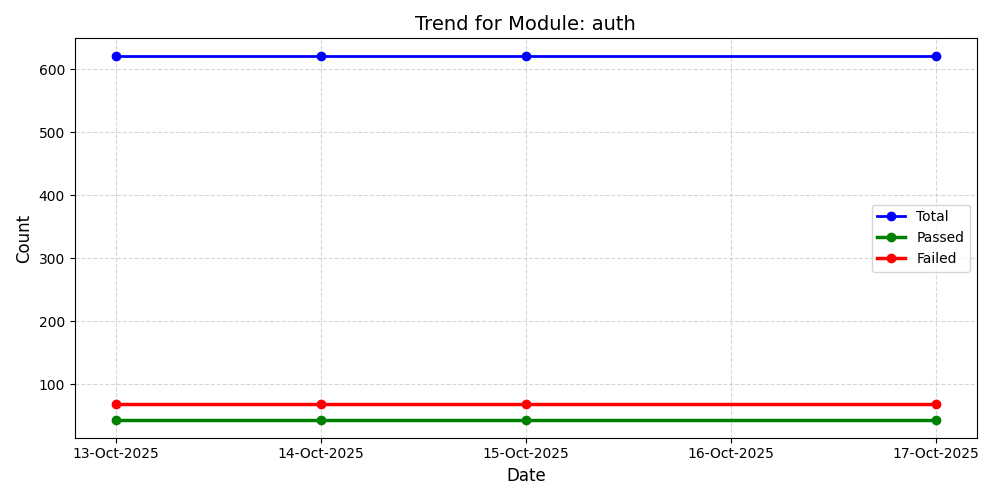 Trend for Module: auth
Count
600
500
400
300
200
100
Total
Passed
Failed
13-Oct-2025
14-Oct-2025
15-Oct-2025
16-Oct-2025
17-Oct-2025
Date